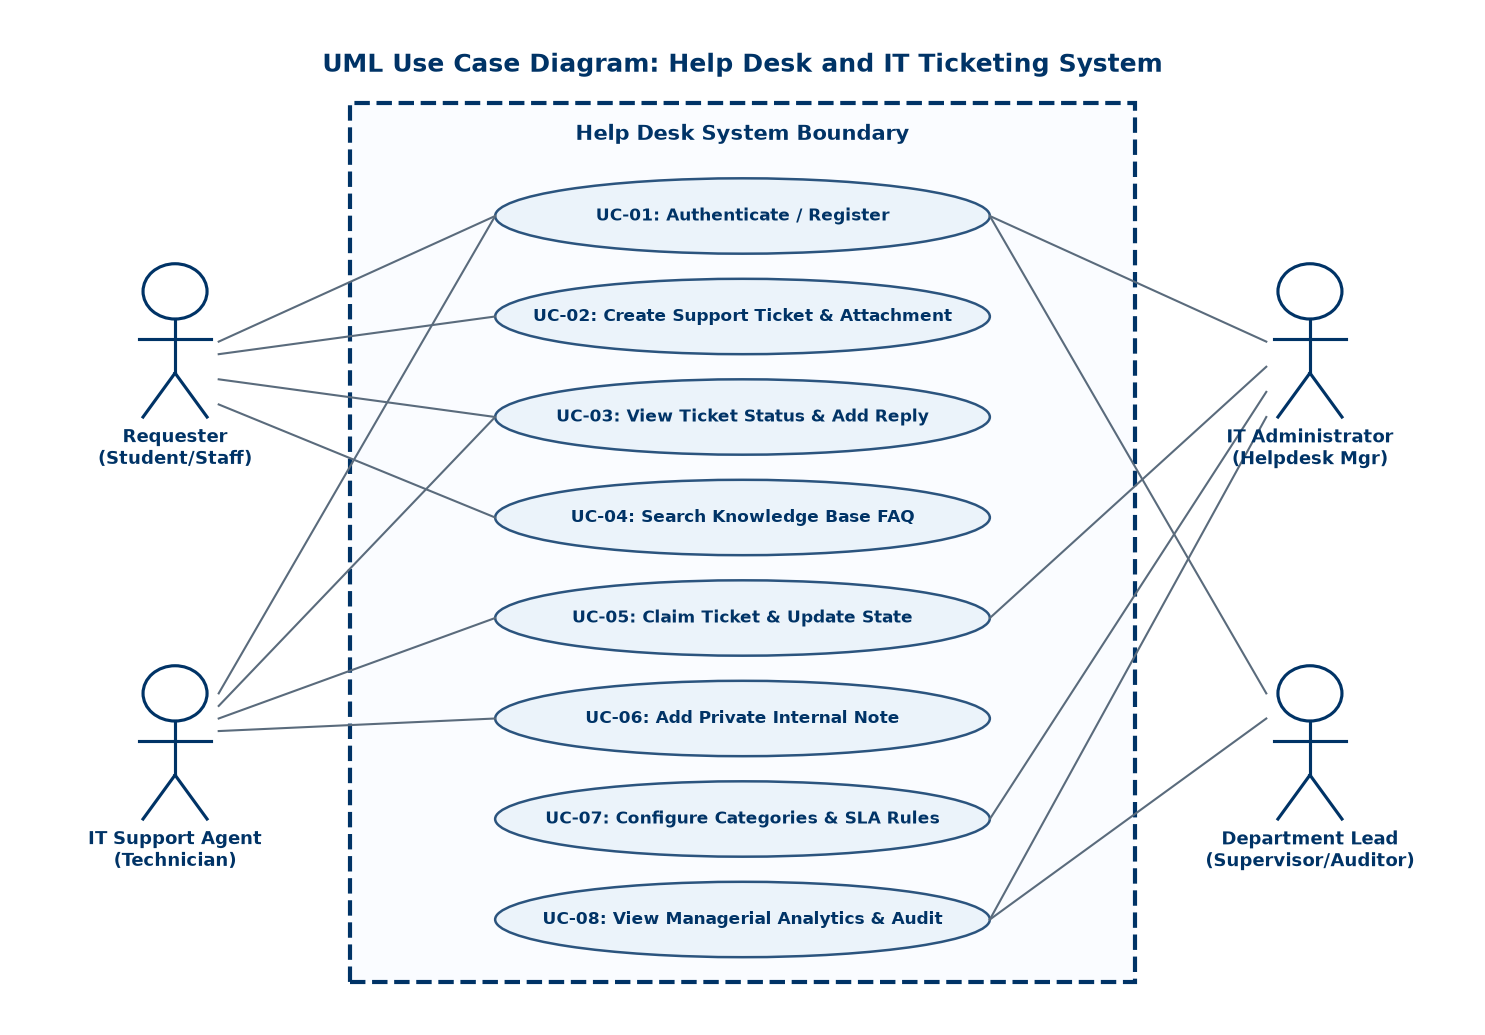 UML Use Case Diagram: Help Desk and IT Ticketing System
Help Desk System Boundary
UC-01: Authenticate / Register
UC-02: Create Support Ticket & Attachment
UC-03: View Ticket Status & Add Reply
UC-04: Search Knowledge Base FAQ
UC-05: Claim Ticket & Update State
UC-06: Add Private Internal Note
UC-07: Configure Categories & SLA Rules
UC-08: View Managerial Analytics & Audit
Requester
(Student/Staff)
IT Support Agent
(Technician)
IT Administrator
(Helpdesk Mgr)
Department Lead
(Supervisor/Auditor)